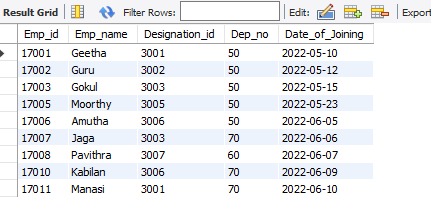 Result Grid Filter Rows: Edit: Export
Emp_id Emp_name Designation_id Dep_no Date_of_Joining
17001 Geetha 3001 50 2022-05-10
17002 Guru 3002 50 2022-05-12
17003 Gokul 3003 50 2022-05-15
17005 Moorthy 3005 50 2022-05-23
17006 Amutha 3006 50 2022-06-05
17007 Jaga 3003 70 2022-06-06
17008 Pavithra 3007 60 2022-06-07
17010 Kabilan 3006 70 2022-06-09
17011 Manasi 3001 70 2022-06-10